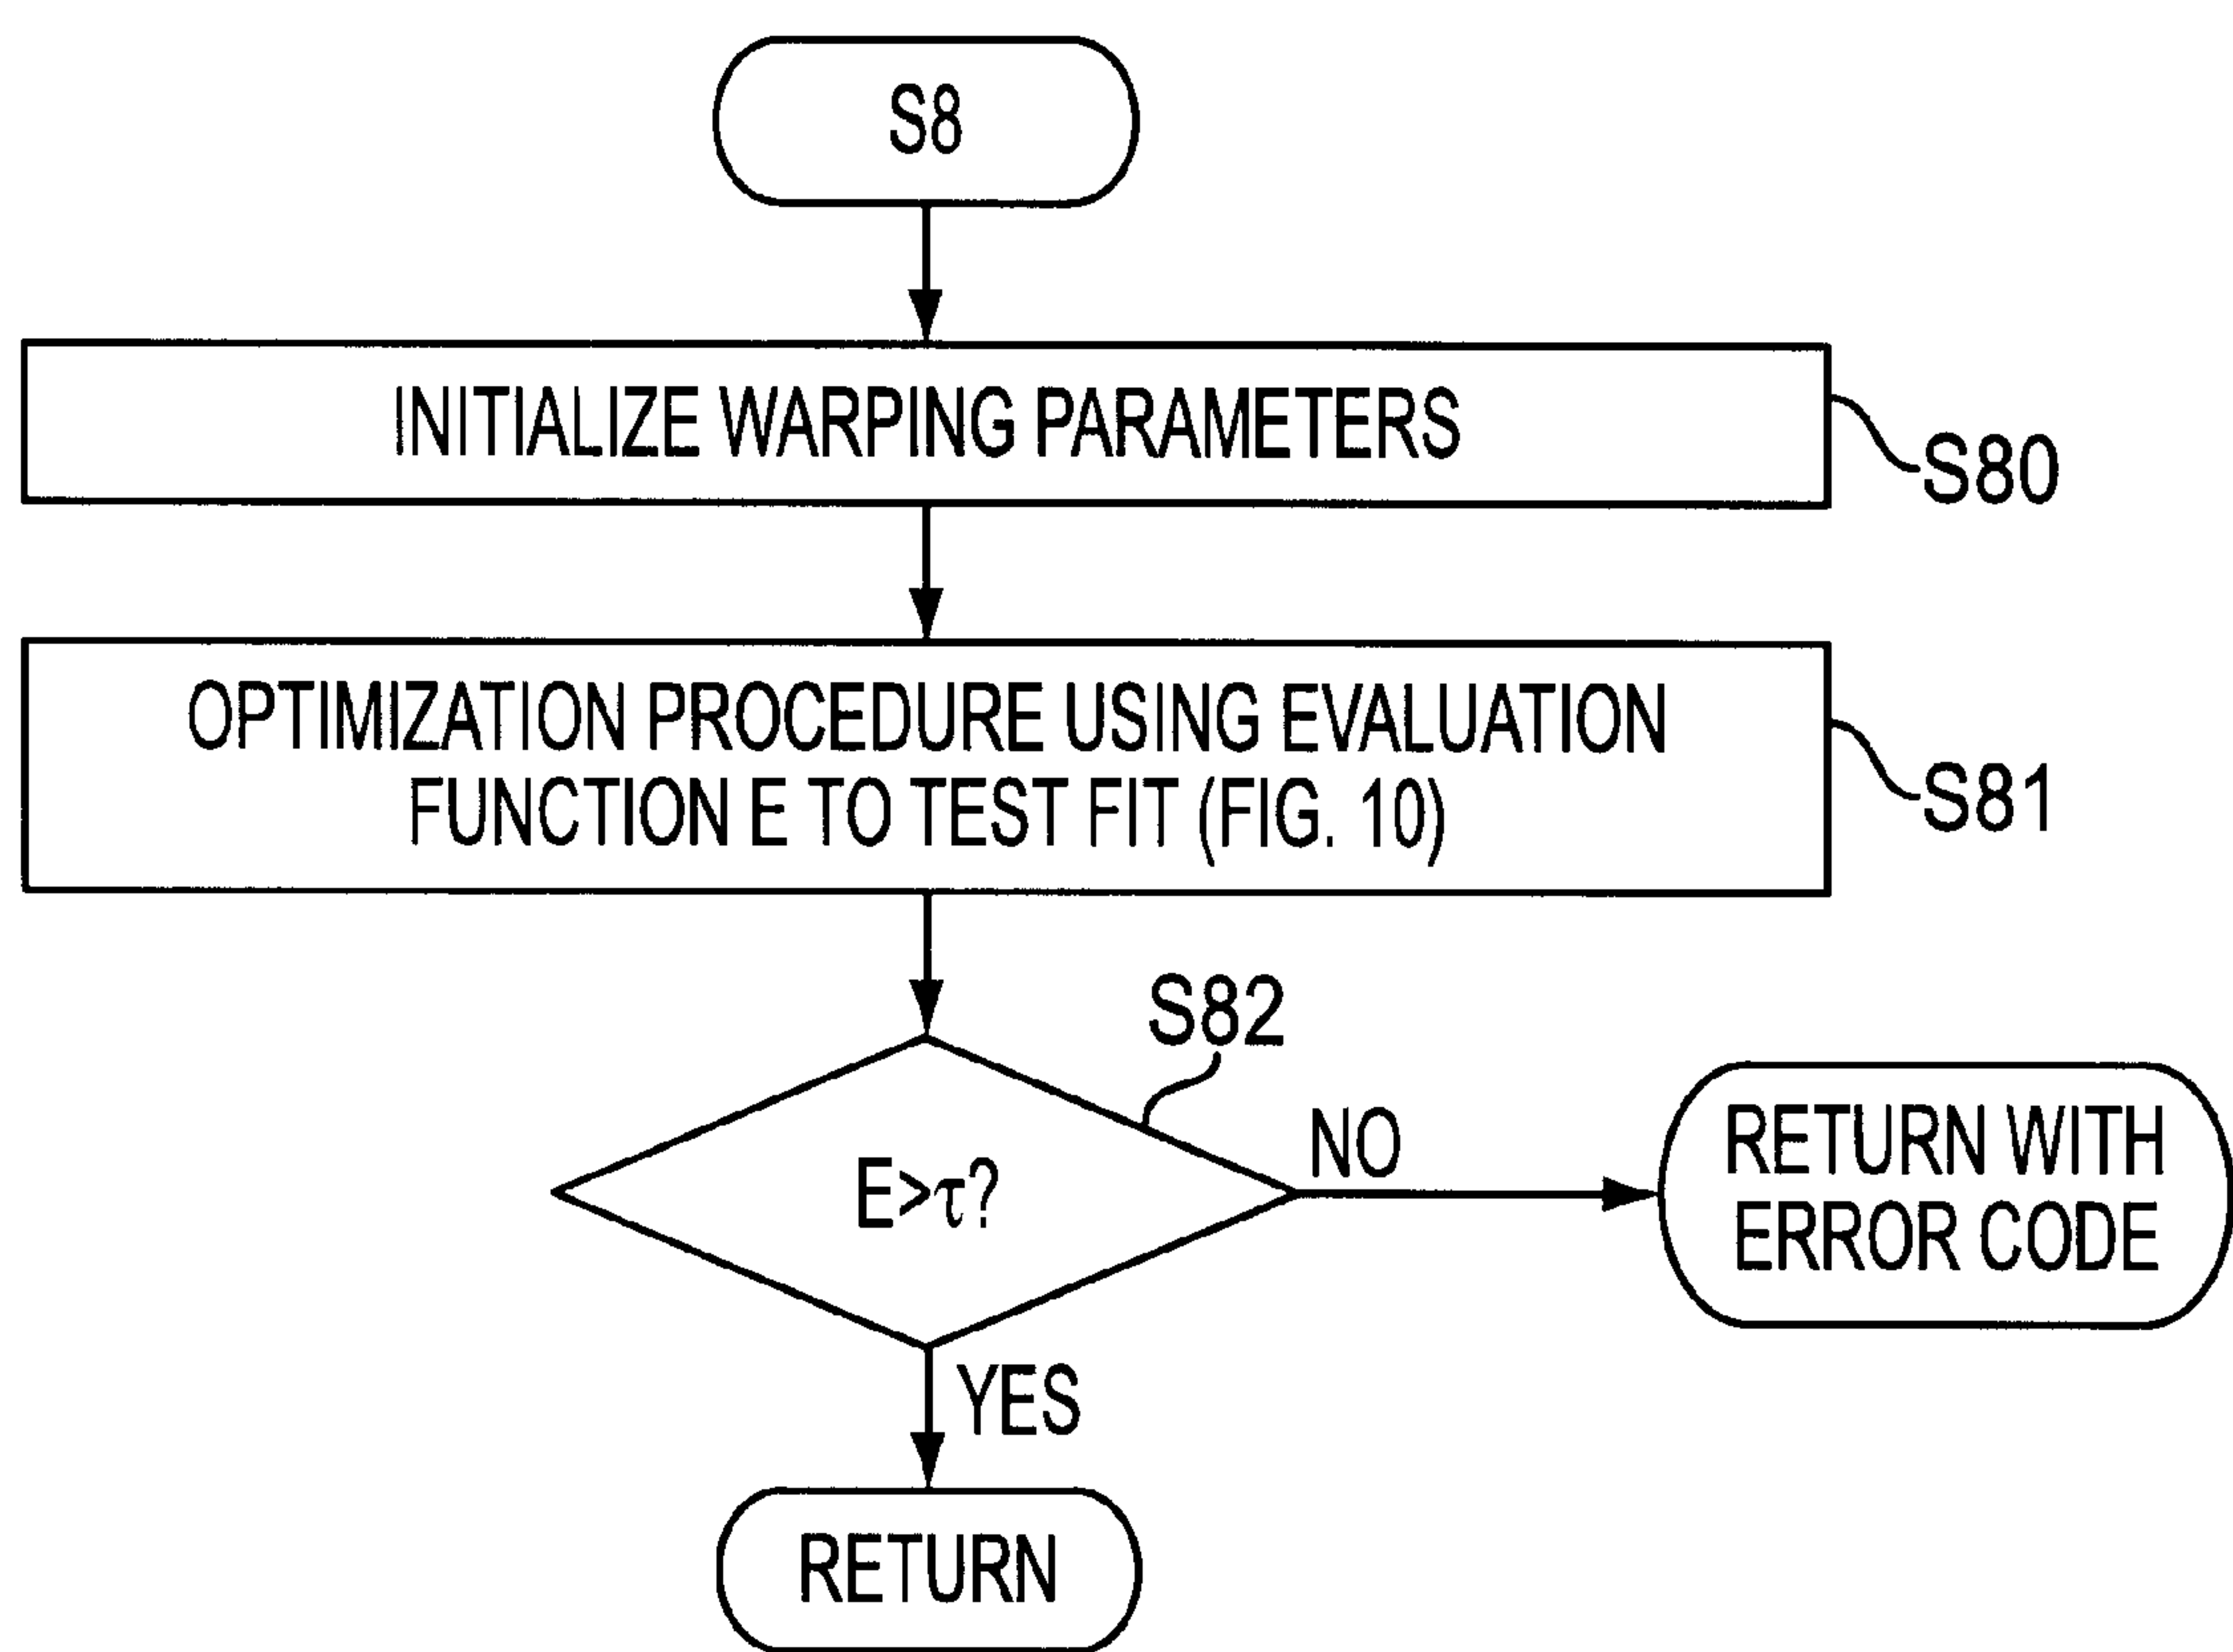 S8
INITIALIZE WARPING PARAMETERS
S80
OPTIMIZATION PROCEDURE USING EVALUATION
FUNCTION E TO TEST FIT (FIG. 10)
S81
S82
E>τ?
NO
RETURN WITH
ERROR CODE
YES
RETURN